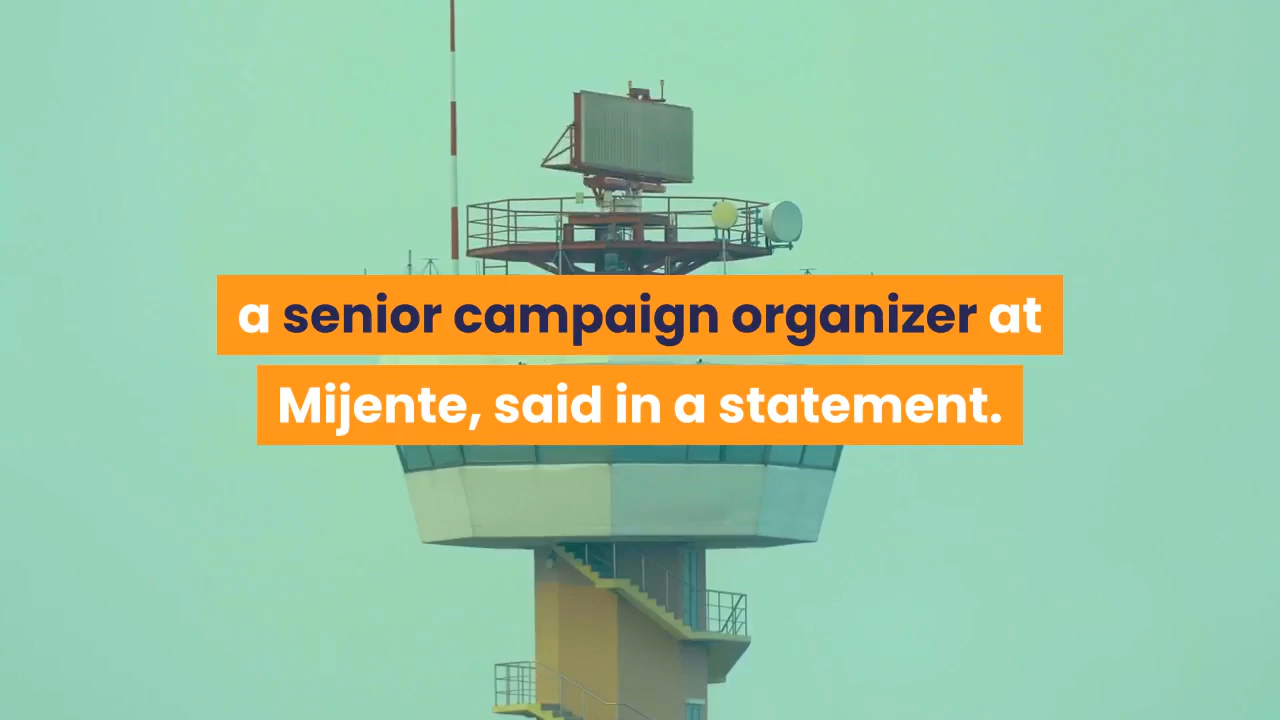 a senior campaign organizer at
Mijente, said in a statement.